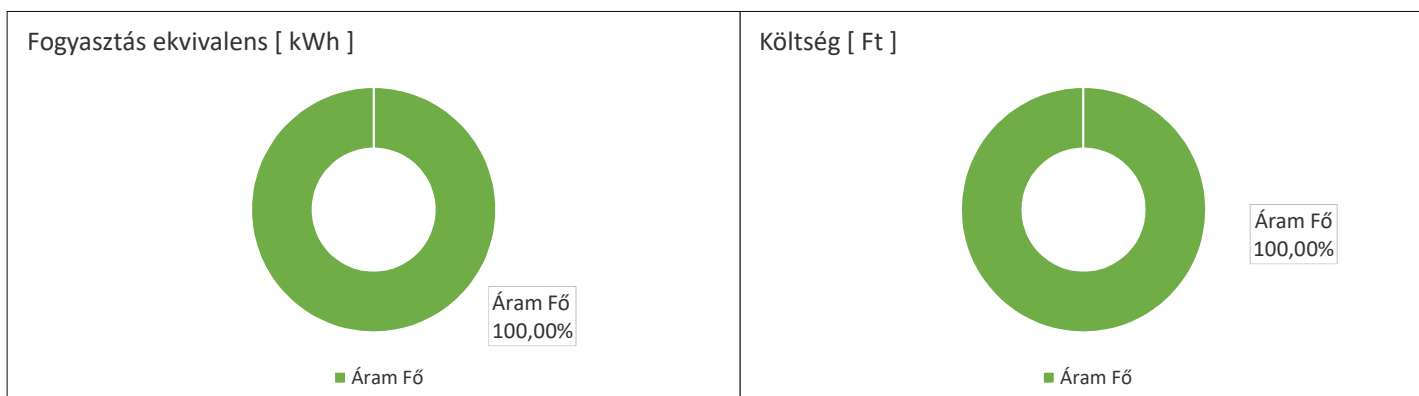 Fogyasztás ekvivalens [ kWh ]
Áram Fő
100,00%
Áram Fő
Költség [ Ft ]
Áram Fő
100,00%
Áram Fő